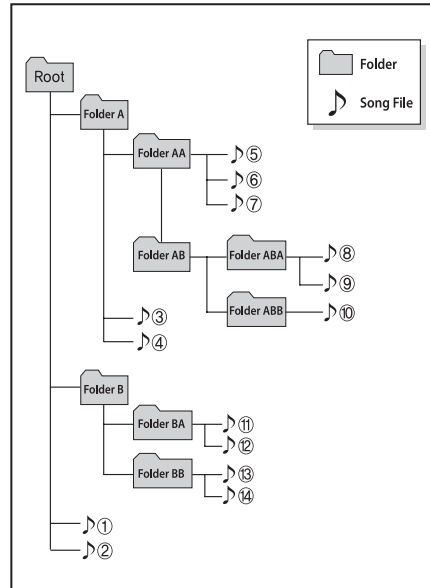 Root
Folder
Song File
Folder A
Folder AA
⑤
⑥
⑦
Folder AB
Folder ABA
⑧
⑨
Folder ABB
⑩
③
④
Folder B
Folder BA
⑪
⑫
Folder BB
⑬
⑭
①
②